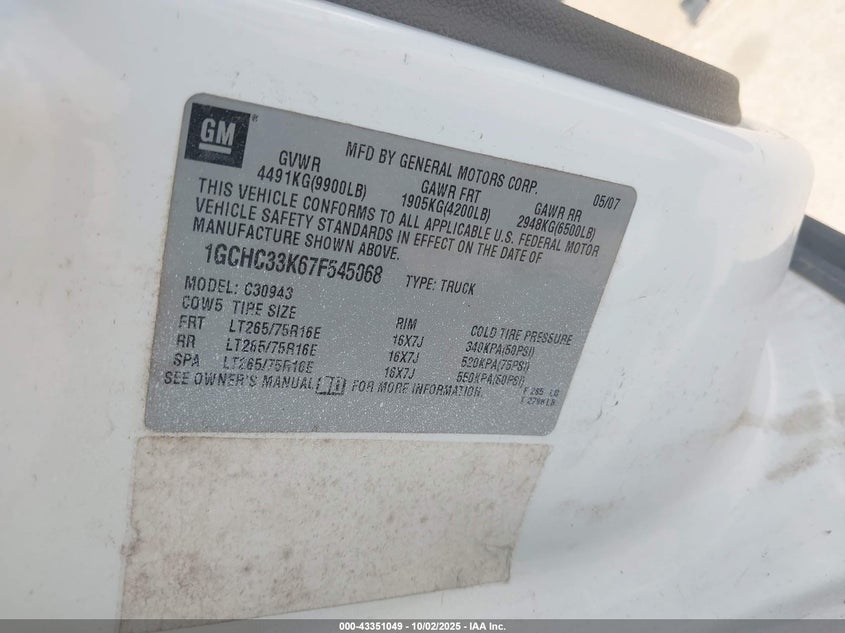 GM
MFD BY GENERAL MOTORS CORP. 05/07
GVWR GAWR FRT GAWR RR
4491KG(9900LB) 1905KG(4200LB) 2948KG(6500LB)
THIS VEHICLE CONFORMS TO ALL APPLICABLE U.S. FEDERAL MOTOR
VEHICLE SAFETY STANDARDS IN EFFECT ON THE DATE OF
MANUFACTURE SHOWN ABOVE.
1GCHC33K67F545068 TYPE: TRUCK
MODEL: C30943
COW5 TIRE SIZE RIM COLD TIRE PRESSURE
FRT LT265/75R16E 16X7J 340KPA(50PSI)
RR LT265/75R16E 16X7J 520KPA(75PSI)
SPA LT265/75R16E 16X7J
SEE OWNER'S MANUAL FOR MORE INFORMATION.
000-43351049 - 10/02/2025 - IAA Inc.